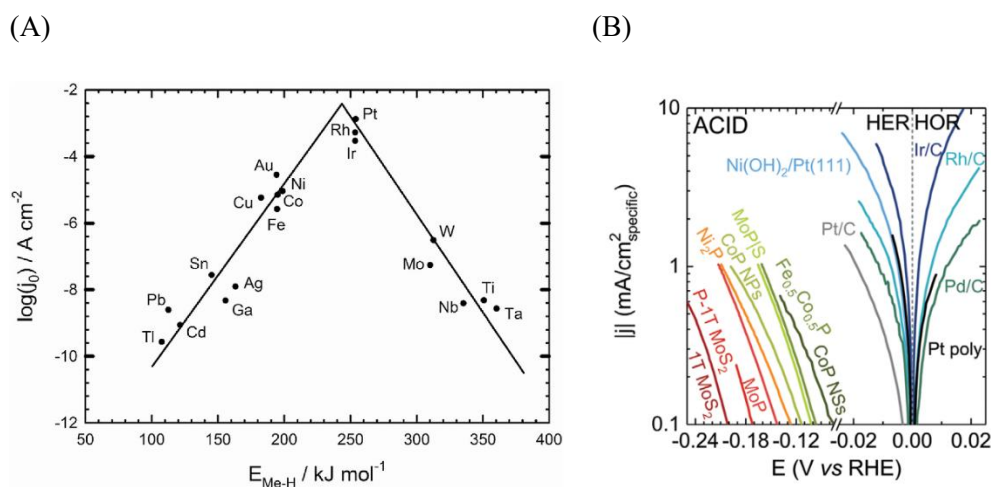 (A)
(B)
-2
-4
-6
-8
-10
-12
log(j₀) / A cm⁻²
Pt
Rh
Ir
Au
Ni
Cu
Co
Fe
W
Mo
Sn
Ag
Ga
Pb
Cd
Tl
Nb
Ti
Ta
50 100 150 200 250 300 350 400
E_Me-H / kJ mol⁻¹
10
1
0.1
|j| (mA/cm²_specific)
ACID
HER HOR
Ir/C
Rh/C
Ni(OH)₂/Pt(111)
Pt/C
Pd/C
Pt poly
MoP|S
Fe₀.₅Co₀.₅P
CoP NPs
Ni₂P
CoP NSs
P-1T MoS₂
MoP
1T MoS₂
-0.24 -0.18 -0.12 -0.02 0.00 0.02
E (V vs RHE)